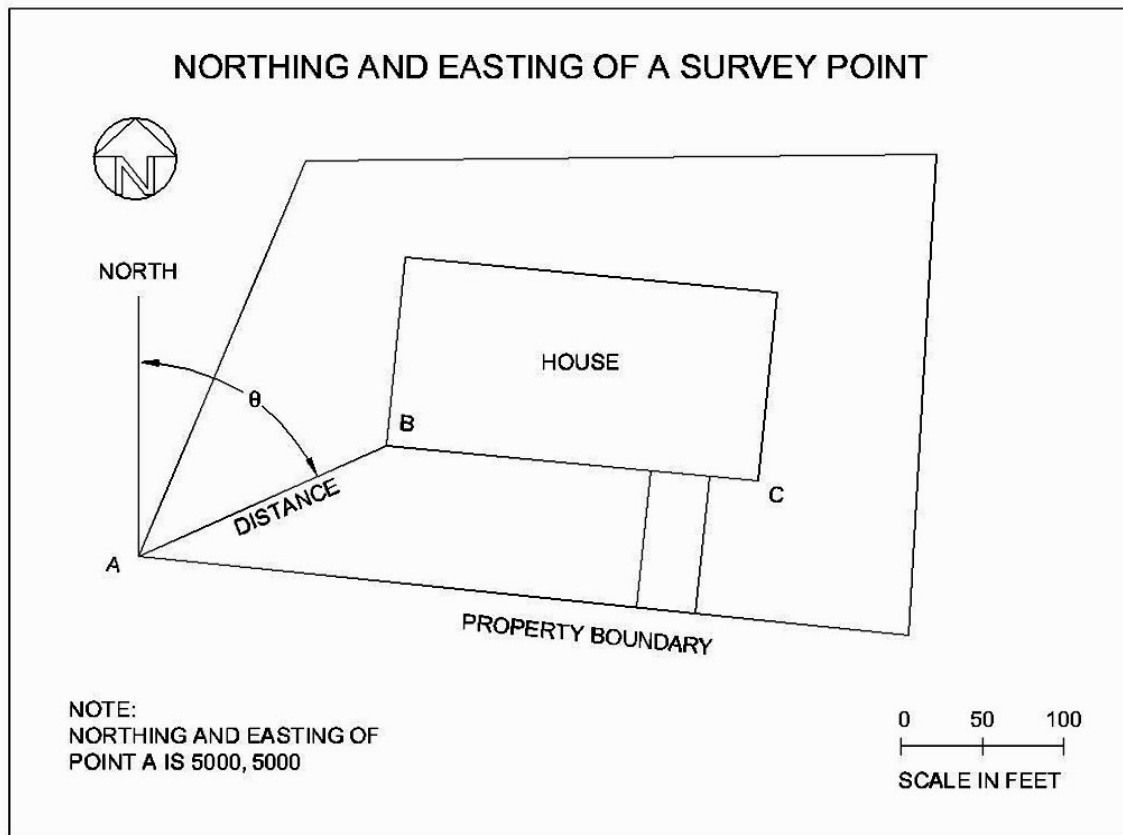 NORTHING AND EASTING OF A SURVEY POINT
N
NORTH
HOUSE
θ
B
DISTANCE
C
A
PROPERTY BOUNDARY
NOTE:
NORTHING AND EASTING OF
POINT A IS 5000, 5000
0 50 100
SCALE IN FEET